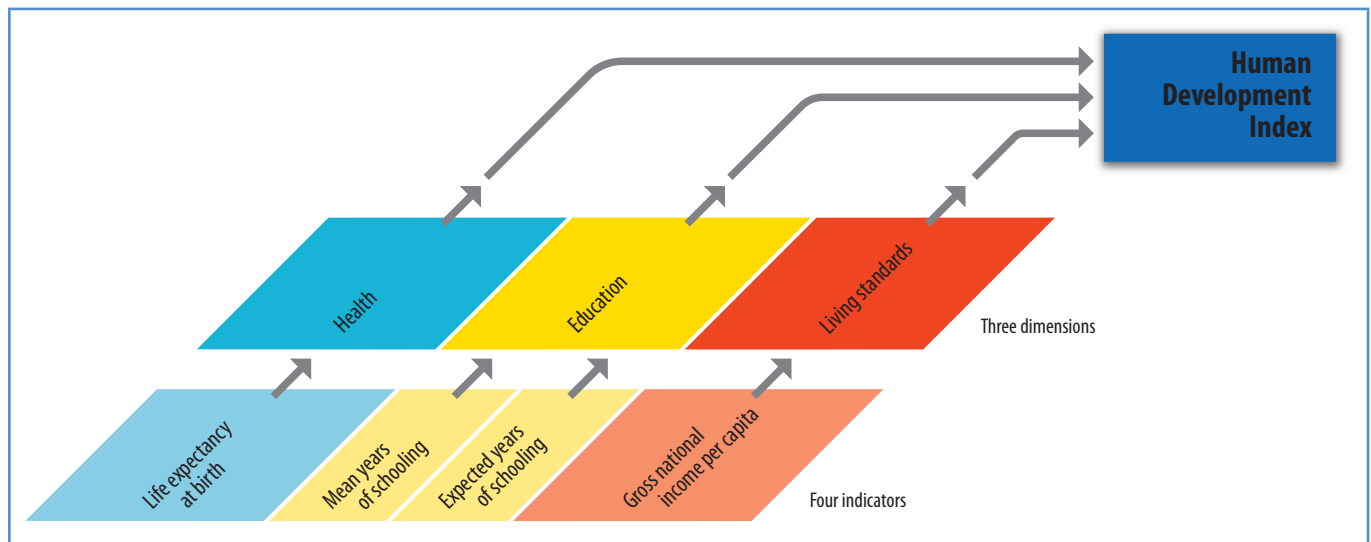 Human
Development
Index
Health
Education
Living standards
Three dimensions
Life expectancy
at birth
Mean years
of schooling
Expected years
of schooling
Gross national
income per capita
Four indicators